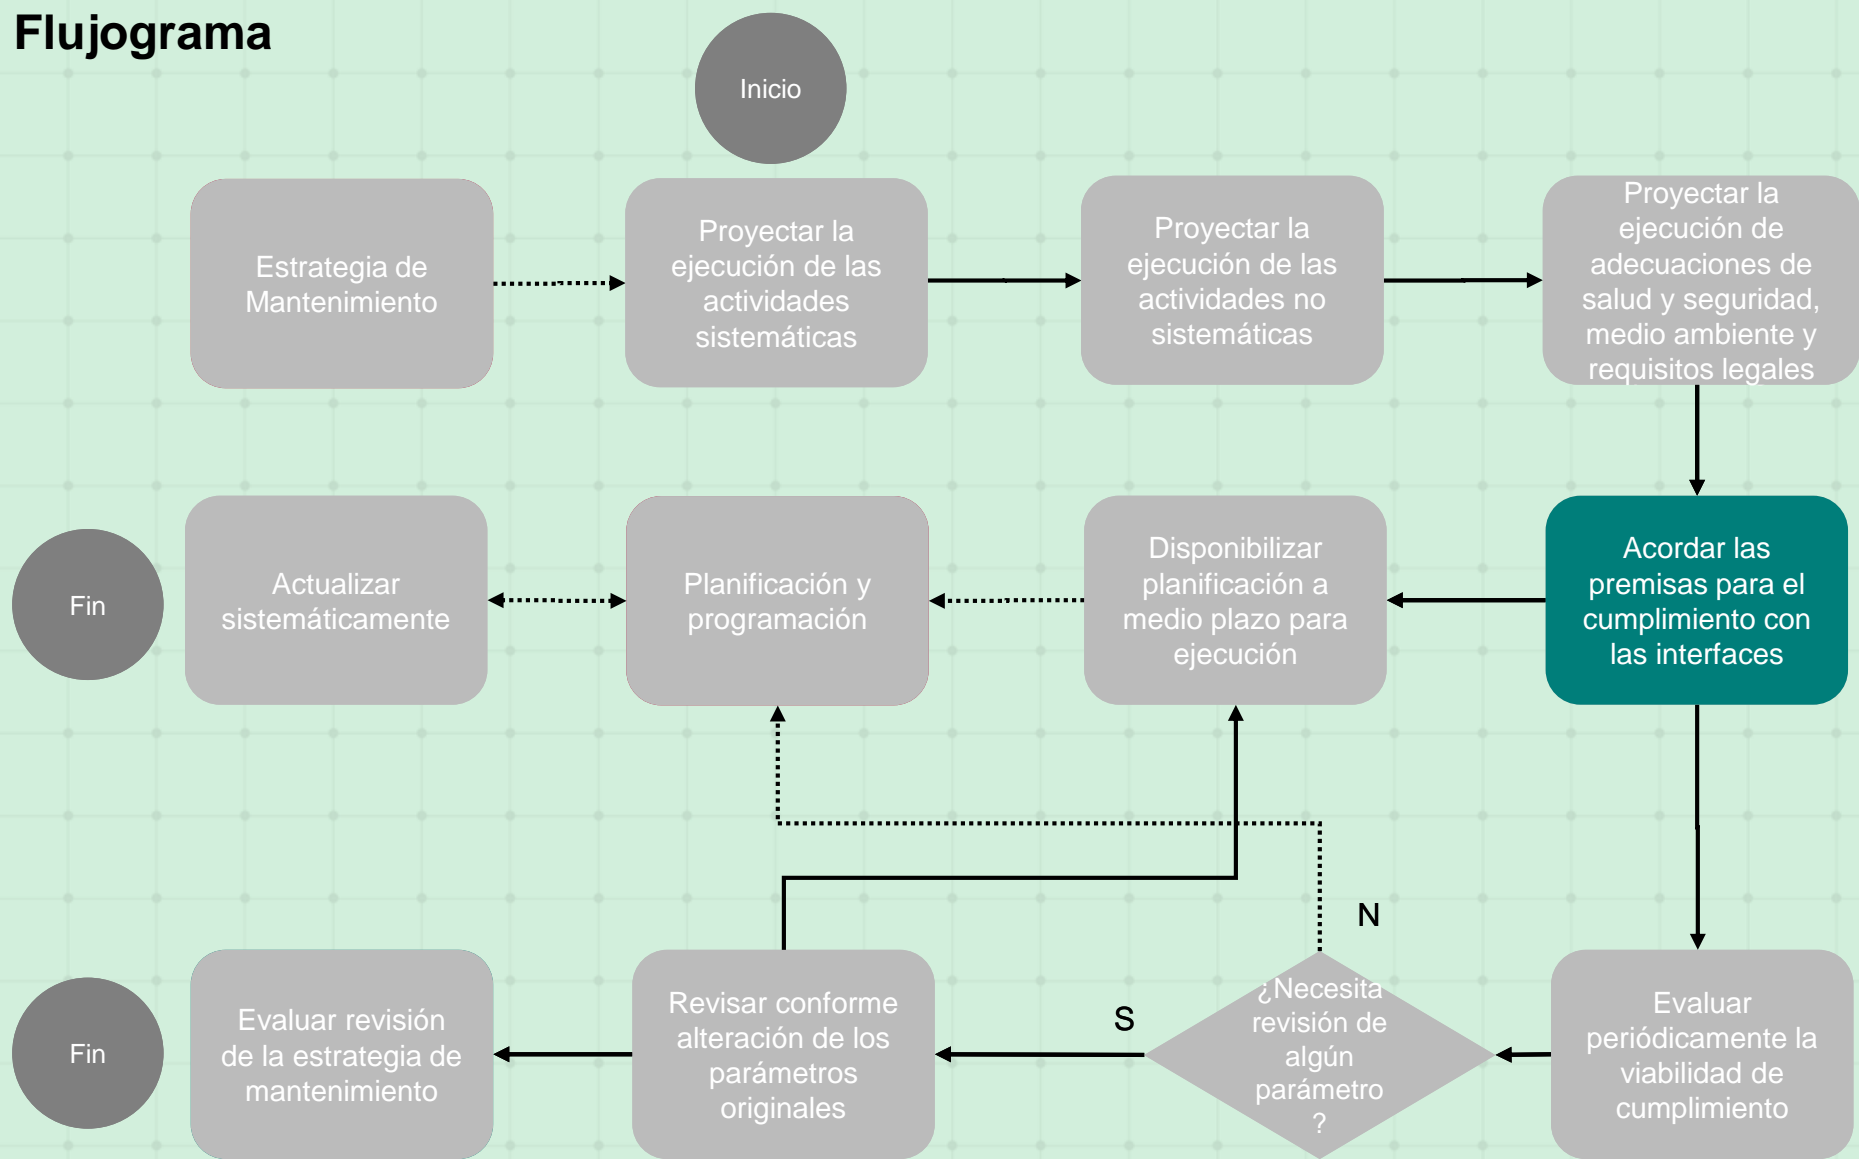 Flujograma
Inicio
Estrategia de
Mantenimiento
Proyectar la
ejecución de las
actividades
sistemáticas
Proyectar la
ejecución de las
actividades no
sistemáticas
Proyectar la
ejecución de
adecuaciones de
salud y seguridad,
medio ambiente y
requisitos legales
Fin
Actualizar
sistemáticamente
Planificación y
programación
Disponibilizar
planificación a
medio plazo para
ejecución
Acordar las
premisas para el
cumplimiento con
las interfaces
N
S
Fin
Evaluar revisión
de la estrategia de
mantenimiento
Revisar conforme
alteración de los
parámetros
originales
¿Necesita
revisión de
algún
parámetro
?
Evaluar
periódicamente la
viabilidad de
cumplimiento